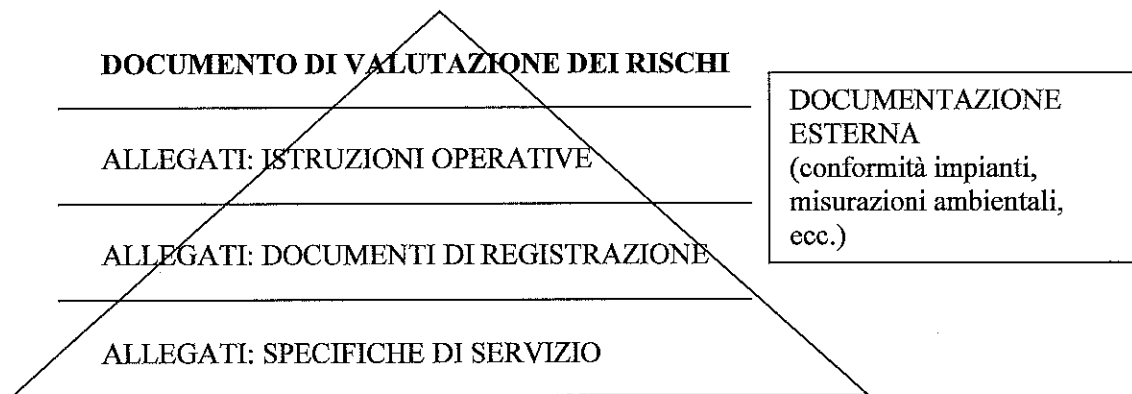 DOCUMENTO DI VALUTAZIONE DEI RISCHI
ALLEGATI: ISTRUZIONI OPERATIVE
ALLEGATI: DOCUMENTI DI REGISTRAZIONE
ALLEGATI: SPECIFICHE DI SERVIZIO
DOCUMENTAZIONE
ESTERNA
(conformità impianti,
misurazioni ambientali,
ecc.)